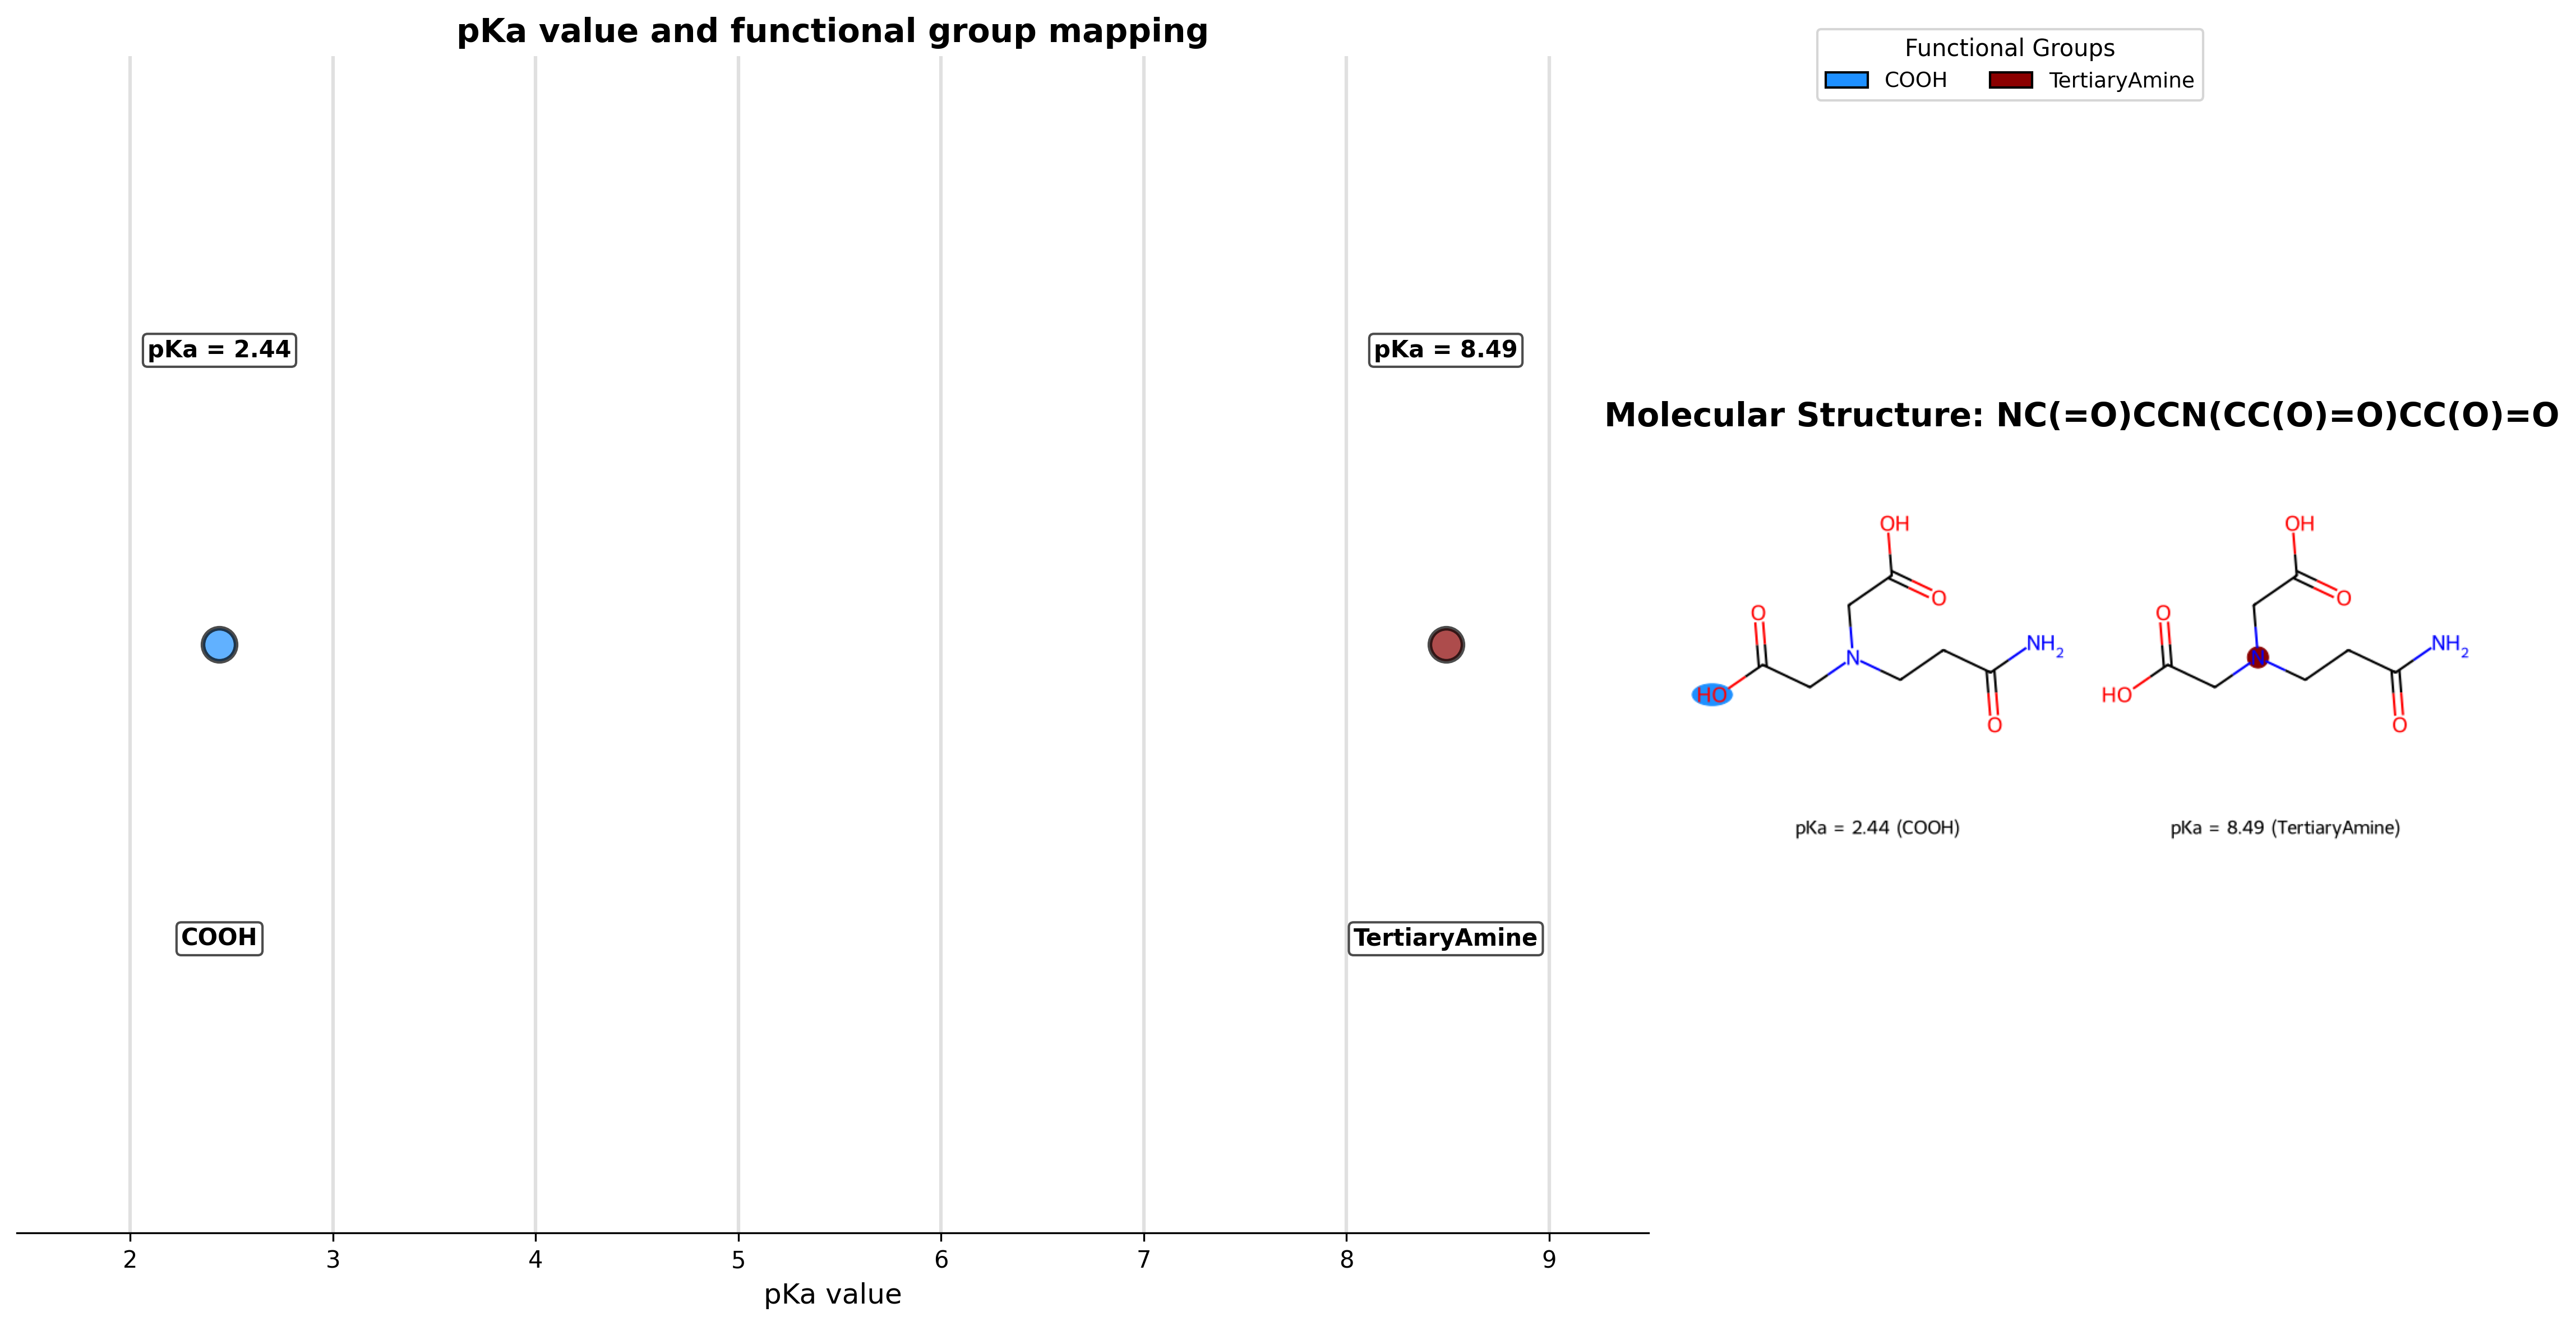 pKa value and functional group mapping
pKa = 2.44
pKa = 8.49
COOH
TertiaryAmine
2 3 4 5 6 7 8 9
pKa value
Functional Groups
COOH TertiaryAmine
Molecular Structure: NC(=O)CCN(CC(O)=O)CC(O)=O
OH
O
O
N
NH2
HO
O
pKa = 2.44 (COOH)
OH
O
O
N
NH2
HO
O
pKa = 8.49 (TertiaryAmine)